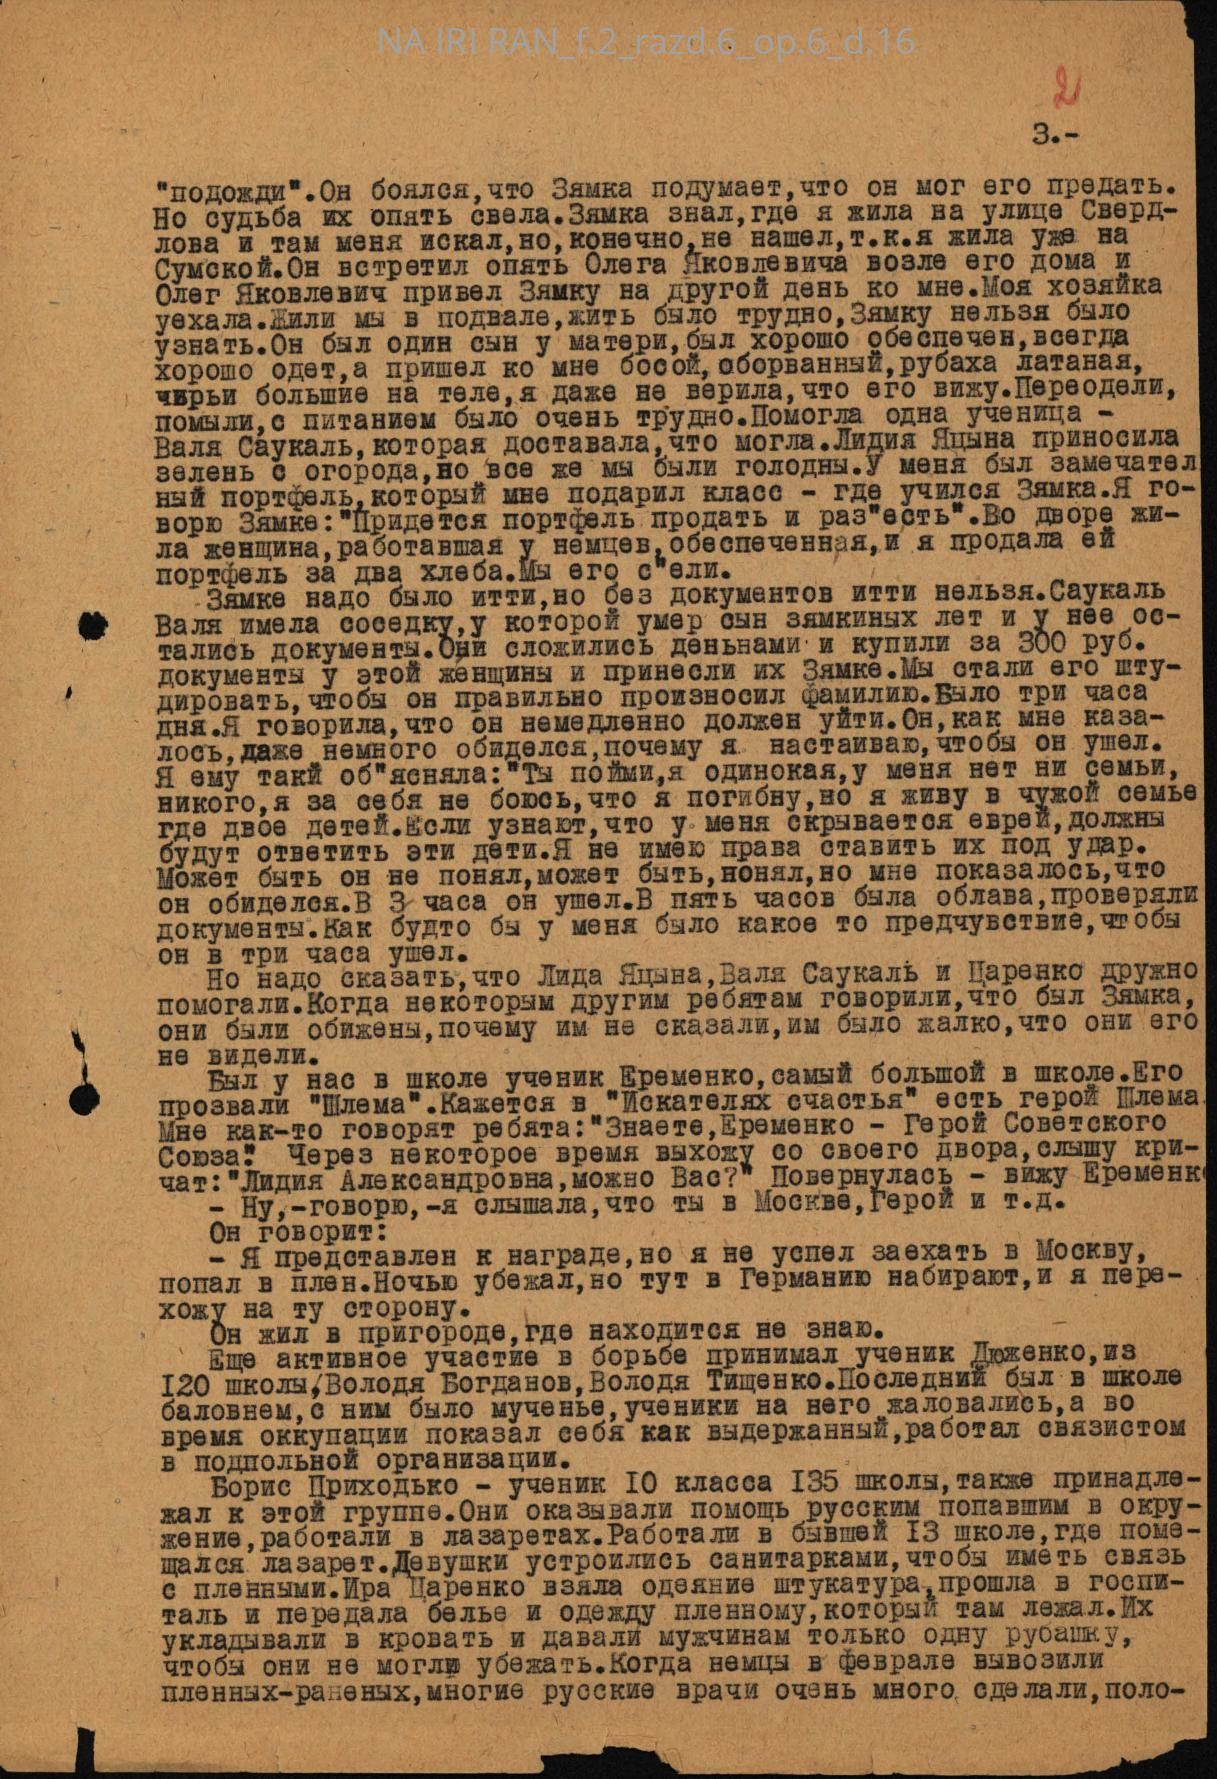 NA IRI RAN_f.2_razd.6_op.6_d.16
2
3.-
"подожди".Он боялся,что Зямка подумает,что он мог его предать.
Но судьба их опять свела.Зямка знал,где я жила на улице Сверд-
лова и там меня искал,но,конечно,не нашел,т.к.я жила уже на
Сумской.Он встретил опять Олега Яковлевича возле его дома и
Олег Яковлевич привел Зямку на другой день ко мне.Моя хозяйка
уехала.Жили мы в подвале,жить было трудно,Зямку нельзя было
узнать.Он был один сын у матери,был хорошо обеспечен,всегда
хорошо одет,а пришел ко мне босой,оборванный,рубаха латаная,
чирьи большие на теле,я даже не верила,что его вижу.Переодели,
помыли,с питанием было очень трудно.Помогла одна ученица -
Валя Саукаль,которая доставала,что могла.Лидия Яцына приносила
зелень с огорода,но все же мы были голодны.У меня был замечател
ный портфель,который мне подарил класс - где учился Зямка.Я го-
ворю Зямке:"Придется портфель продать и раз"есть".Во дворе жи-
ла женщина,работавшая у немцев,обеспеченная,и я продала ей
портфель за два хлеба.Мы его с"ели.
Зямке надо было итти,но без документов итти нельзя.Саукаль
Валя имела соседку,у которой умер сын зямкиных лет и у нее ос-
тались документы.Они сложились деньнами и купили за 300 руб.
документы у этой женщины и принесли их Зямке.Мы стали его шту-
дировать,чтобы он правильно произносил фамилию.Было три часа
дня.Я говорила,что он немедленно должен уйти.Он,как мне каза-
лось,даже немного обиделся,почему я настаиваю,чтобы он ушел.
Я ему такй об"ясняла:"Ты пойми,я одинокая,у меня нет ни семьи,
никого,я за себя не боюсь,что я погибну,но я живу в чужой семье
где двое детей.Если узнают,что у меня скрывается еврей,должны
будут ответить эти дети.Я не имею права ставить их под удар.
Может быть он не понял,может быть,нонял,но мне показалось,что
он обиделся.В 3 часа он ушел.В пять часов была облава,проверяли
документы.Как будто бы у меня было какое то предчувствие,чтобы
он в три часа ушел.
Но надо сказать,что Лида Яцына,Валя Саукаль и Царенко дружно
помогали.Когда некоторым другим ребятам говорили,что был Зямка,
они были обижены,почему им не сказали,им было жалко,что они его
не видели.
Был у нас в школе ученик Еременко,самый большой в школе.Его
прозвали "Шлема".Кажется в "Искателях счастья" есть герой Шлема.
Мне как-то говорят ребята:"Знаете,Еременко - Герой Советского
Союза". Через некоторое время выхожу со своего двора,слышу кри-
чат:"Лидия Александровна,можно Вас?" Повернулась - вижу Еременко
- Ну,-говорю,-я слышала,что ты в Москве,Герой и т.д.
Он говорит:
- Я представлен к награде,но я не успел заехать в Москву,
попал в плен.Ночью убежал,но тут в Германию набирают,и я пере-
хожу на ту сторону.
Он жил в пригороде,где находится не знаю.
Еще активное участие в борьбе принимал ученик Дюженко,из
120 школы,Володя Богданов,Володя Тищенко.Последний был в школе
баловнем,с ним было мученье,ученики на него жаловались,а во
время оккупации показал себя как выдержанный,работал связистом
в подпольной организации.
Борис Приходько - ученик 10 класса 135 школы,также принадле-
жал к этой группе.Они оказывали помощь русским попавшим в окру-
жение,работали в лазаретах.Работали в бывшей 13 школе,где поме-
щался лазарет.Девушки устроились санитарками,чтобы иметь связь
с пленными.Ира Царенко взяла одеяние штукатура,прошла в госпи-
таль и передала белье и одежду пленному,который там лежал.Их
укладывали в кровать и давали мужчинам только одну рубашку,
чтобы они не могли убежать.Когда немцы в феврале вывозили
пленных-раненых,многие русские врачи очень много сделали,поло-